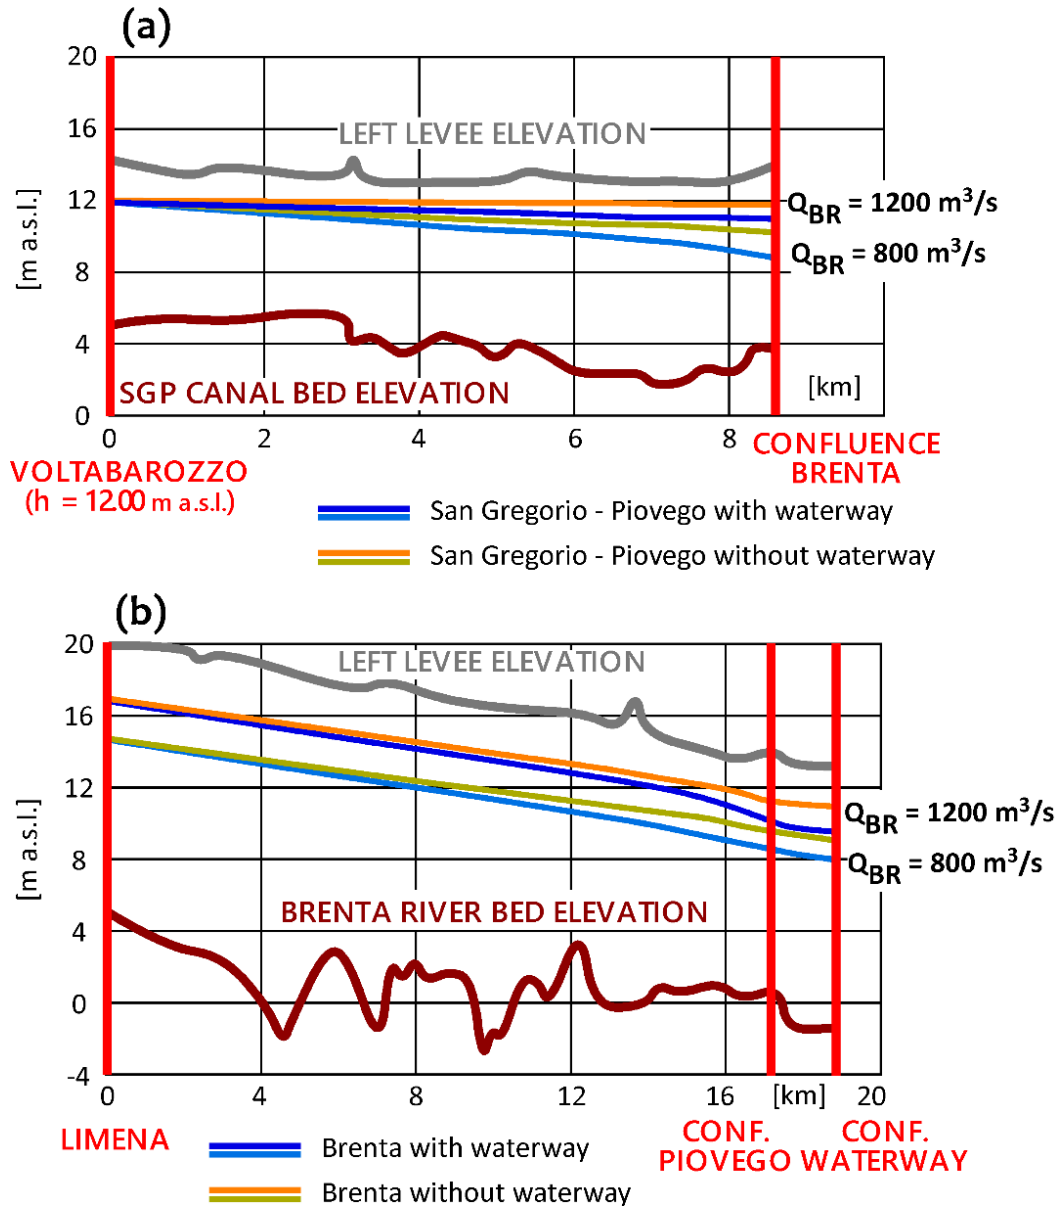 (a)
20
16
12
8
4
0
[m a.s.l.]
LEFT LEVEE ELEVATION
Q_BR = 1200 m³/s
Q_BR = 800 m³/s
SGP CANAL BED ELEVATION
[km]
0 2 4 6 8
VOLTABAROZZO
(h = 12.00 m a.s.l.)
CONFLUENCE
BRENTA
San Gregorio - Piovego with waterway
San Gregorio - Piovego without waterway
(b)
20
16
12
8
4
0
-4
[m a.s.l.]
LEFT LEVEE ELEVATION
Q_BR = 1200 m³/s
Q_BR = 800 m³/s
BRENTA RIVER BED ELEVATION
0 4 8 12 16 [km] 20
LIMENA
CONF. CONF.
PIOVEGO WATERWAY
Brenta with waterway
Brenta without waterway